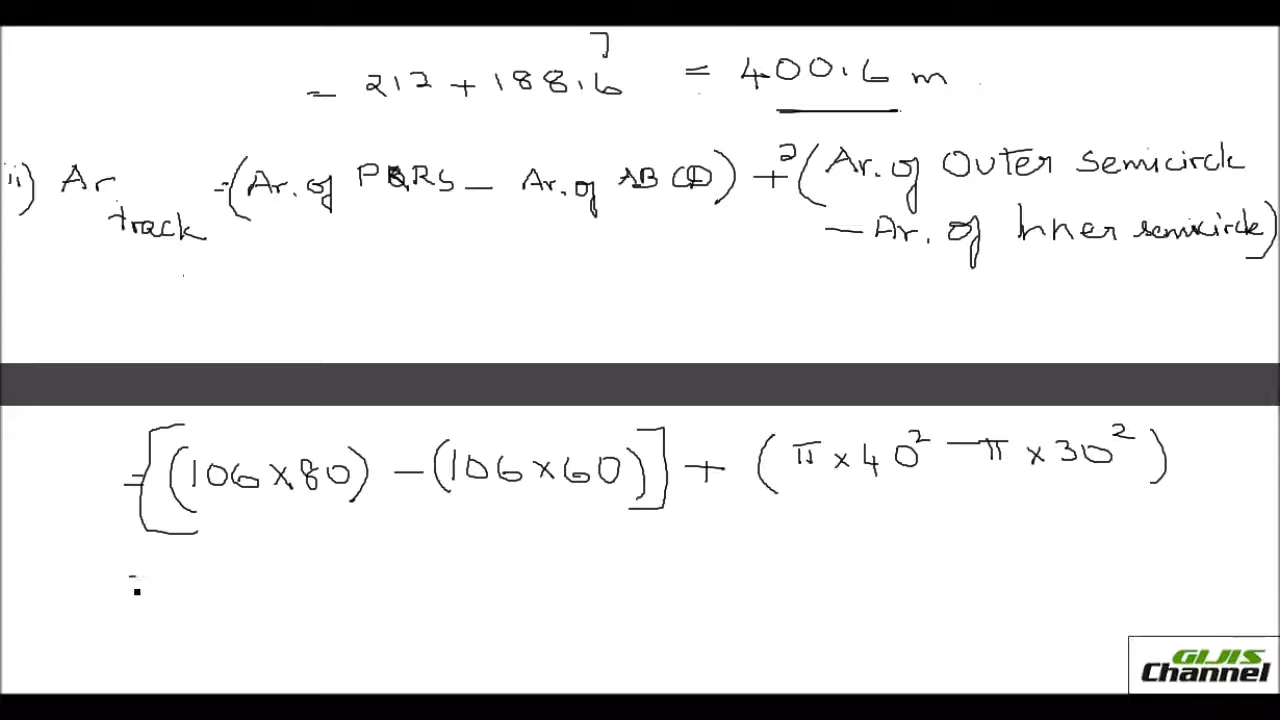 = 212 + 188.6 = 400.6 m
ii) Ar track = (Ar. of PQRS - Ar. of ABCD) + 2 (Ar. of Outer semicircle
- Ar. of Inner semicircle)
= [(106 x 80) - (106 x 60)] + (π x 40² - π x 30²)
GIJIS
Channel